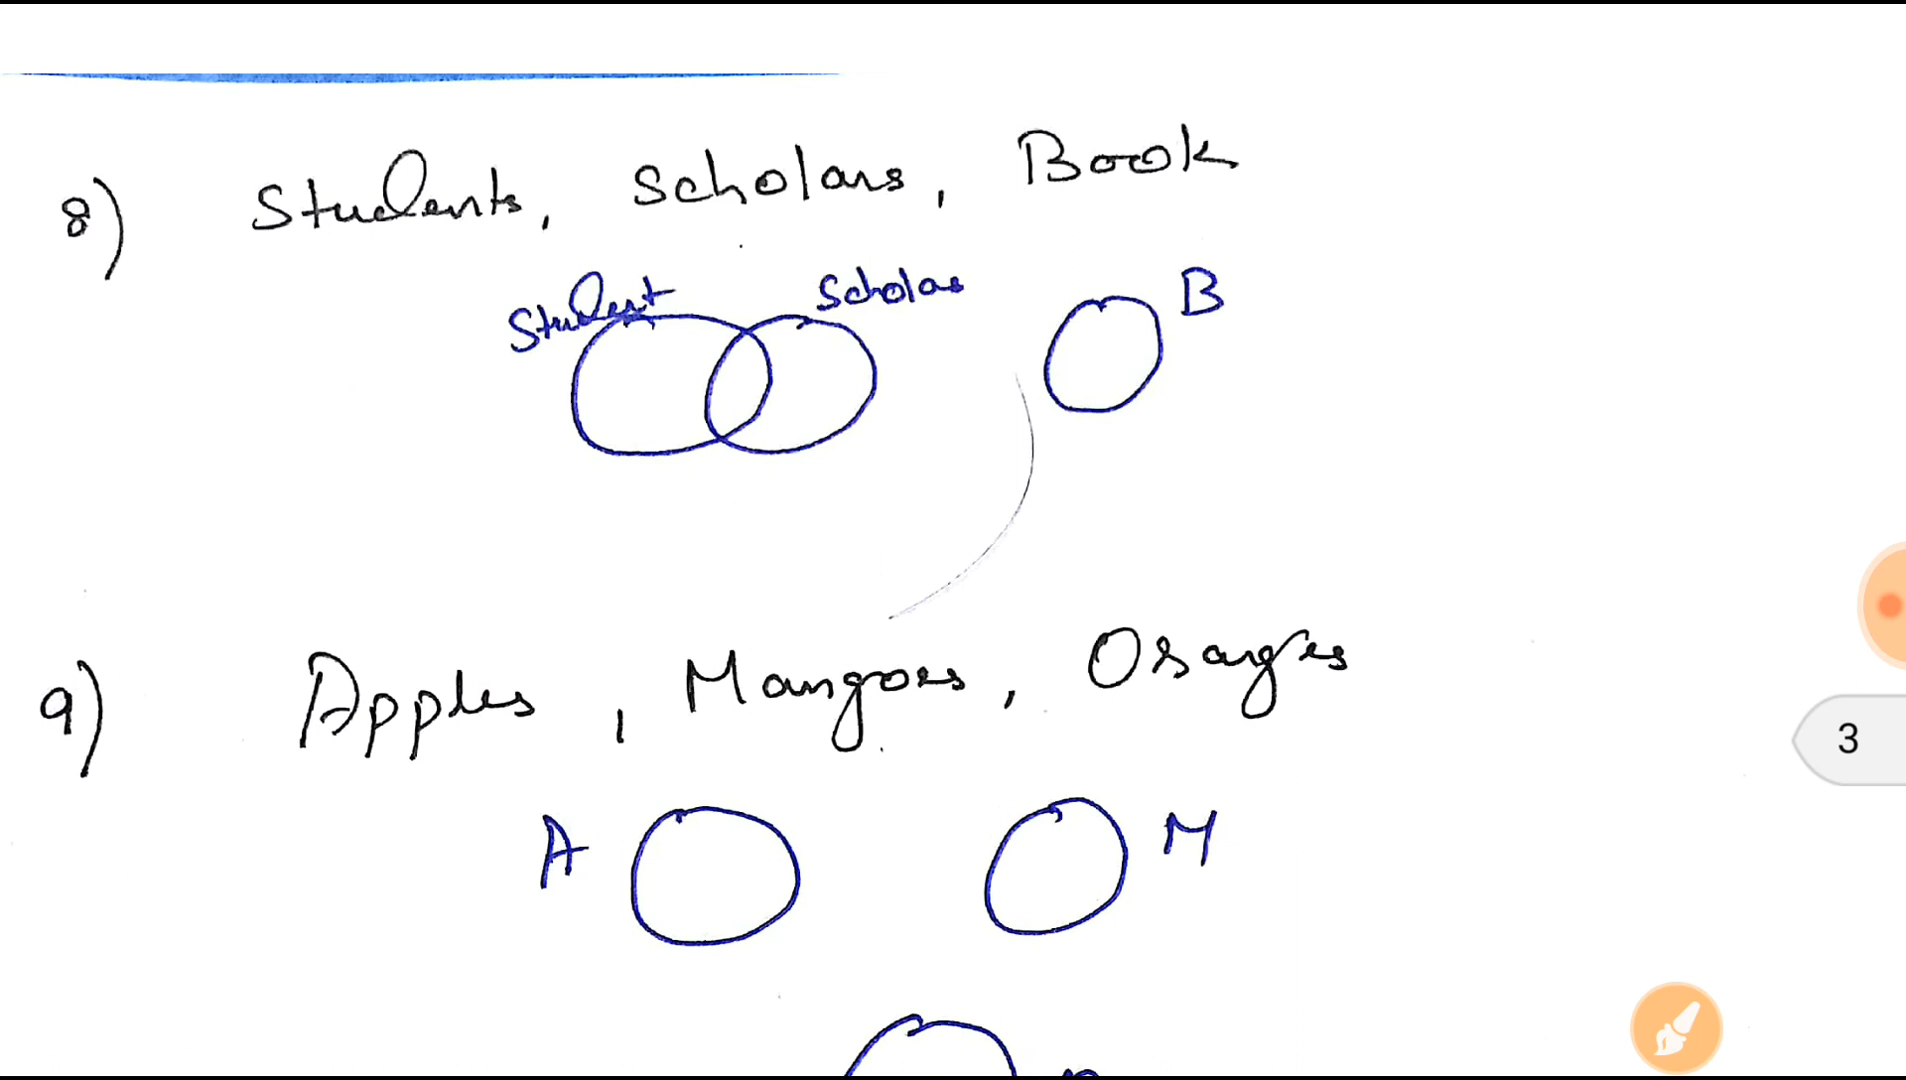 8) Students, Scholars, Book
Student Scholar B
9) Apples, Mangoes, Oranges
A M
3